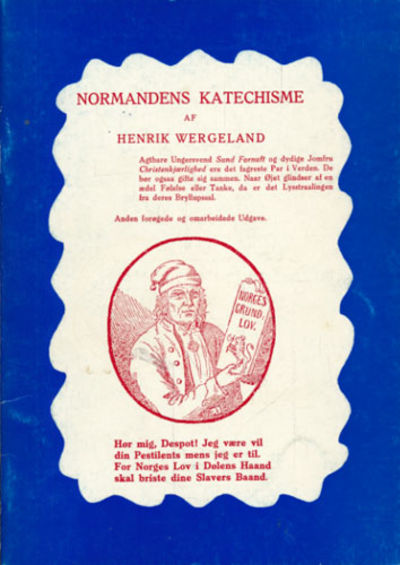 NORMANDENS KATECHISME
AF
HENRIK WERGELAND
Agtbare Ungersvend Sand Fornuft og dydige Jomfru
Christenkjærlighed ere det fagreste Par i Verden. De
bør ogsaa gifte sig sammen. Naar Øjet glindser af en
ædel Følelse eller Tanke, da er det Lysstraalingen
fra deres Bryllupssal.
Anden forøgede og omarbeidede Udgave.
NORGES
GRUND-
LOV.
Hør mig, Despot! Jeg være vil
din Pestilents mens jeg er til.
For Norges Lov i Dølens Haand
skal briste dine Slavers Baand.